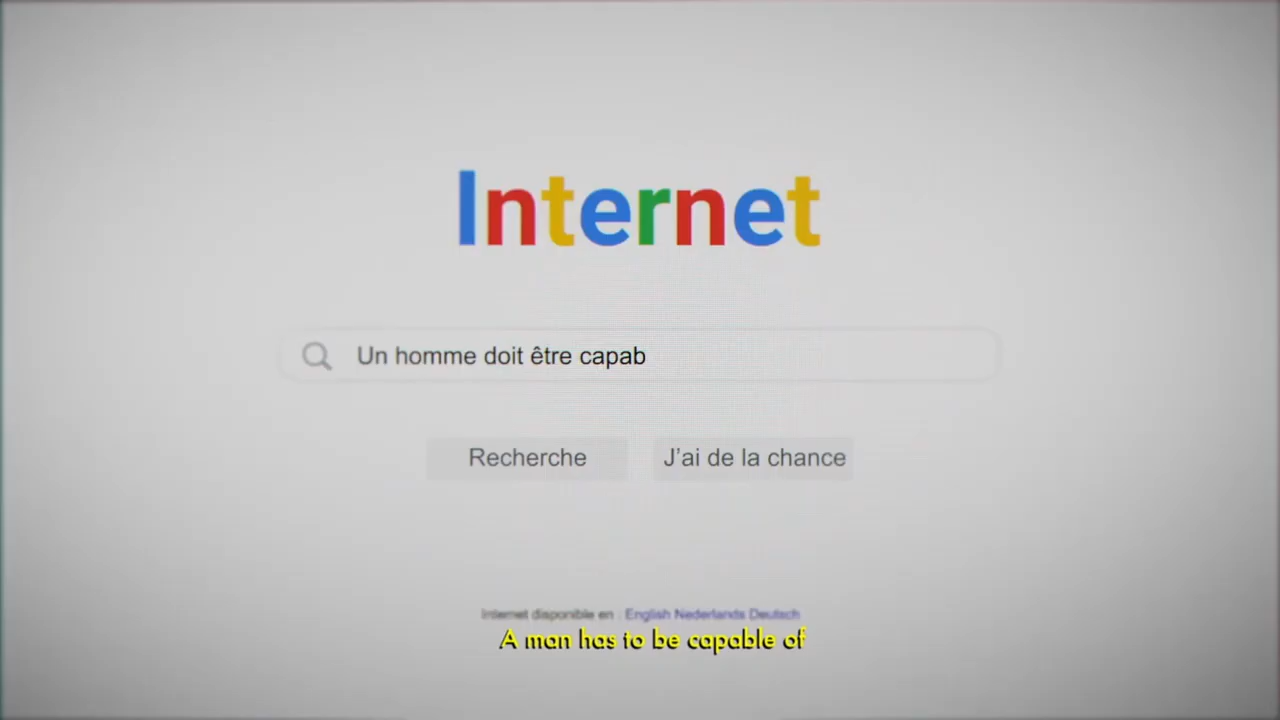 Internet
Un homme doit être capab
Recherche
J'ai de la chance
Internet disponible en : English Nederlands Deutsch
A man has to be capable of